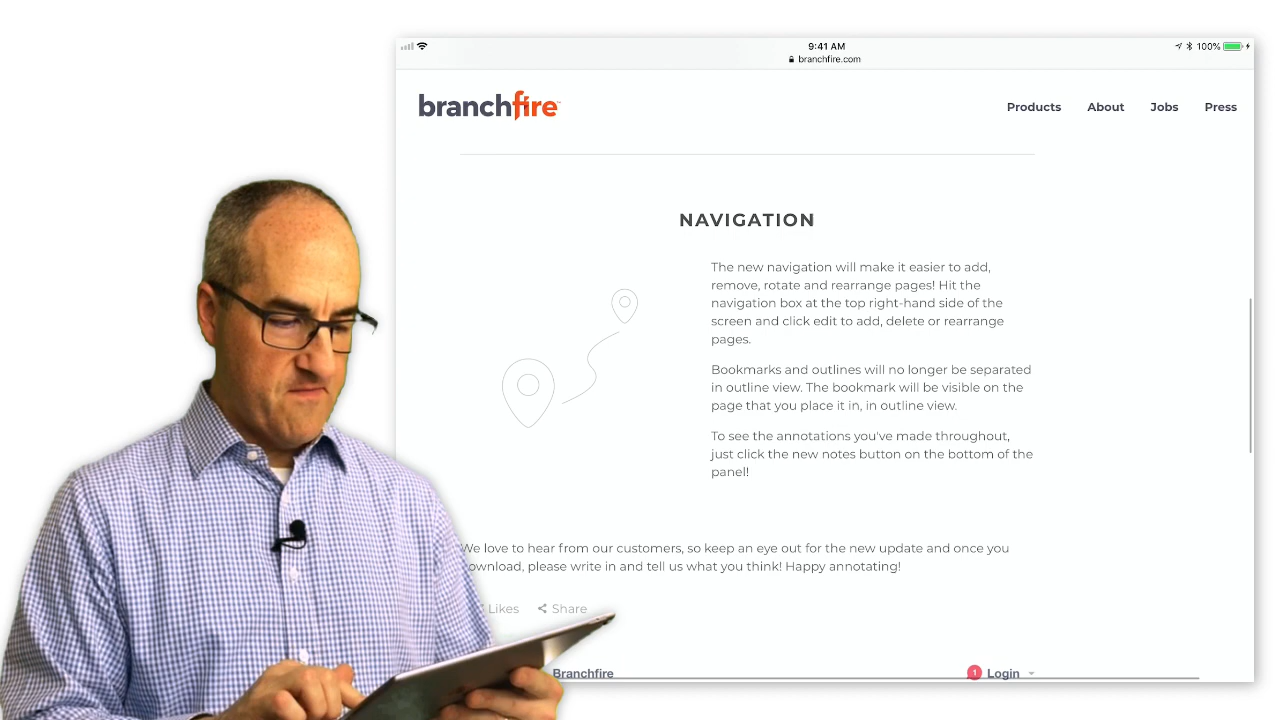 9:41 AM
100%
branchfire.com
branchfire
Products About Jobs Press
NAVIGATION
The new navigation will make it easier to add,
remove, rotate and rearrange pages! Hit the
navigation box at the top right-hand side of the
screen and click edit to add, delete or rearrange
pages.
Bookmarks and outlines will no longer be separated
in outline view. The bookmark will be visible on the
page that you place it in, in outline view.
To see the annotations you've made throughout,
just click the new notes button on the bottom of the
panel!
We love to hear from our customers, so keep an eye out for the new update and once you
download, please write in and tell us what you think! Happy annotating!
Likes Share
Branchfire
1 Login